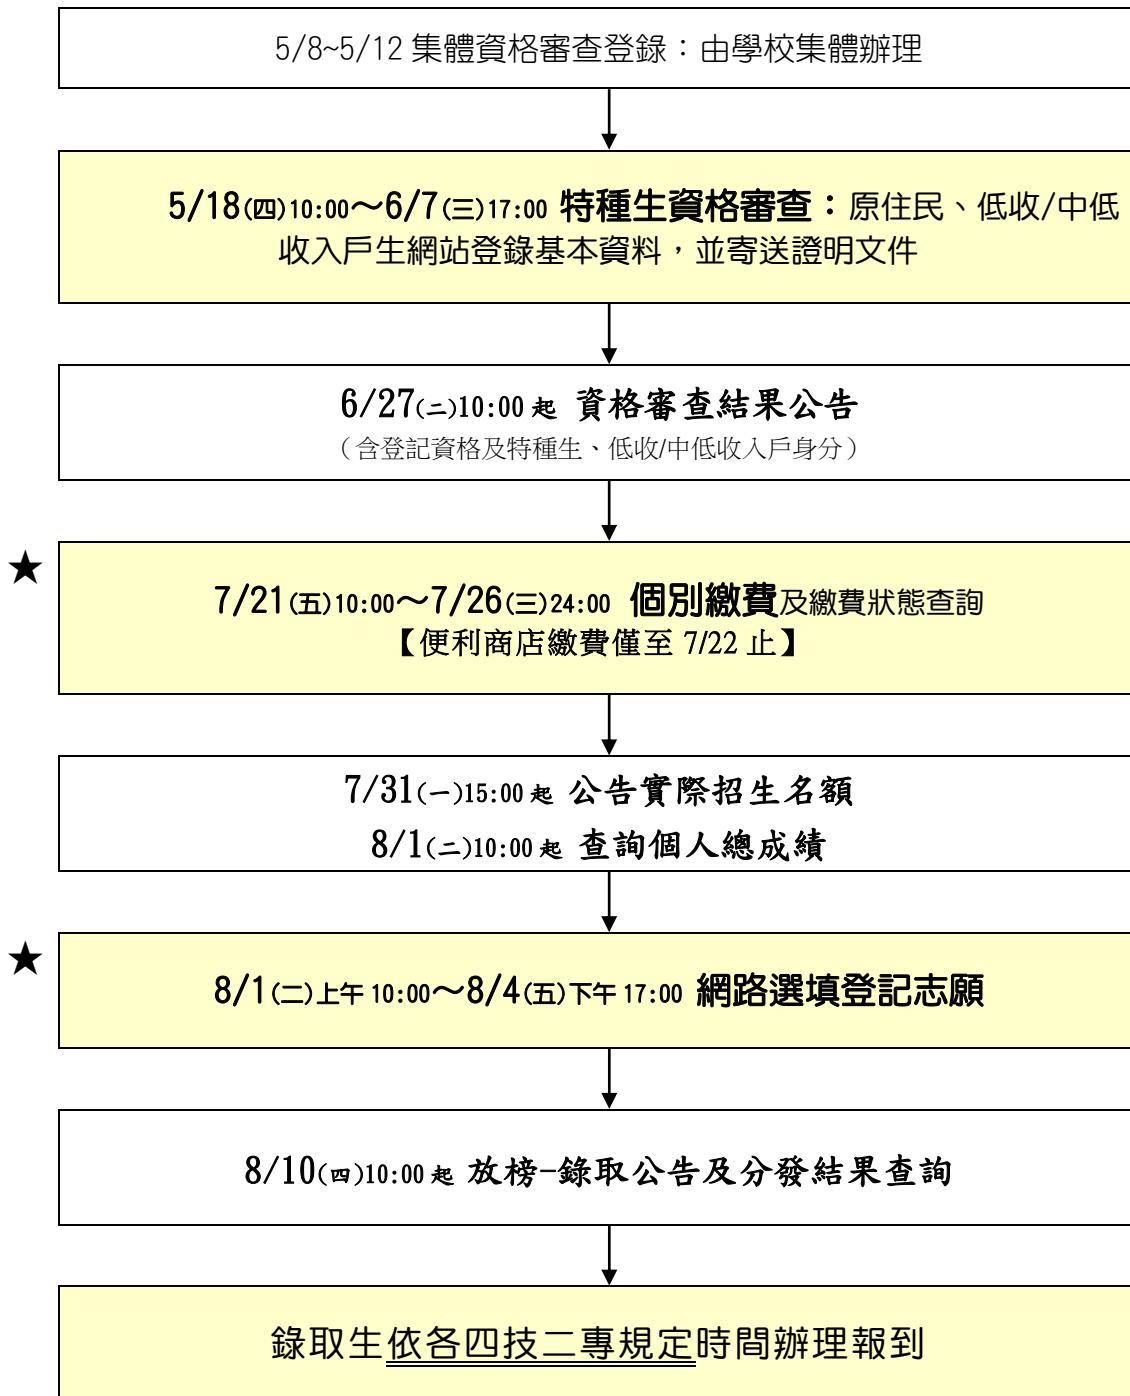 5/8~5/12 集體資格審查登錄：由學校集體辦理
5/18(四)10:00～6/7(三)17:00 特種生資格審查：原住民、低收/中低
收入戶生網站登錄基本資料，並寄送證明文件
6/27(二)10:00 起 資格審查結果公告
（含登記資格及特種生、低收/中低收入戶身分）
★
7/21(五)10:00～7/26(三)24:00 個別繳費及繳費狀態查詢
【便利商店繳費僅至 7/22 止】
7/31(一)15:00 起 公告實際招生名額
8/1(二)10:00 起 查詢個人總成績
★
8/1(二)上午 10:00～8/4(五)下午 17:00 網路選填登記志願
8/10(四)10:00 起 放榜-錄取公告及分發結果查詢
錄取生依各四技二專規定時間辦理報到